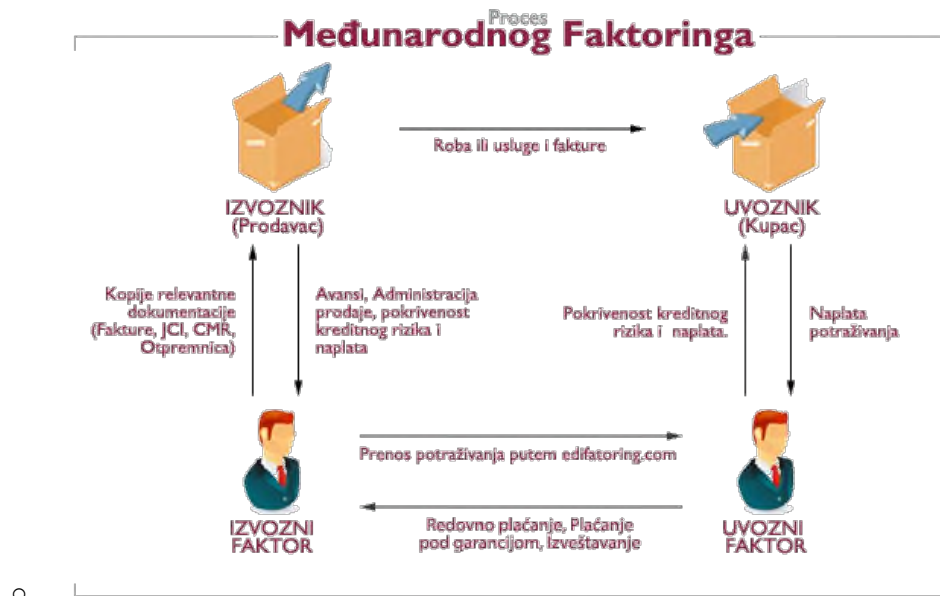 Proces
Međunarodnog Faktoringa
Roba ili usluge i fakture
IZVOZNIK
(Prodavac)
UVOZNIK
(Kupac)
Kopije relevantne
dokumentacije
(Fakture, JCI, CMR,
Otpremnica)
Avansi, Administracija
prodaje, pokrivenost
kreditnog rizika i
naplata
Pokrivenost kreditnog
rizika i naplata.
Naplata
potraživanja
Prenos potraživanja putem edifatoring.com
Redovno plaćanje, Plaćanje
pod garancijom, Izveštavanje
IZVOZNI
FAKTOR
UVOZNI
FAKTOR